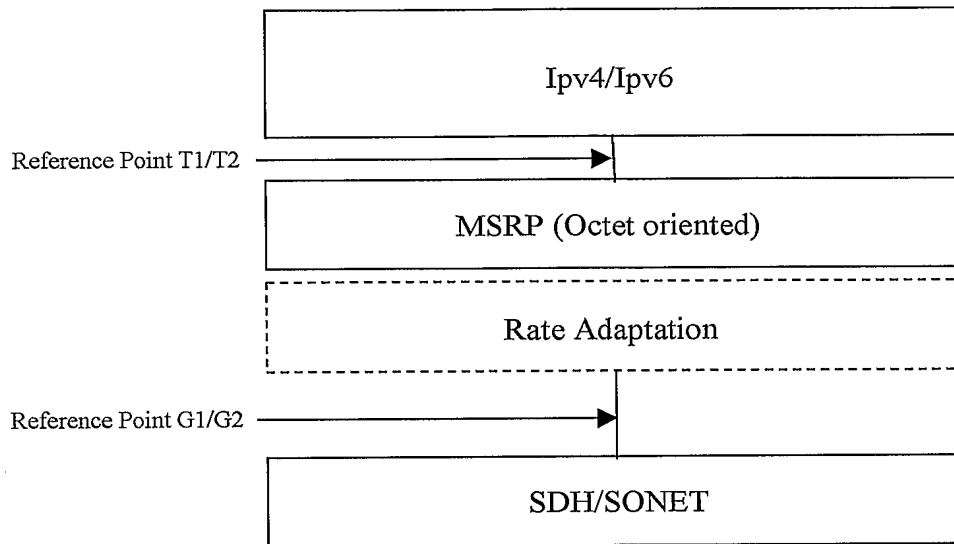 Ipv4/Ipv6
Reference Point T1/T2
MSRP (Octet oriented)
Rate Adaptation
Reference Point G1/G2
SDH/SONET